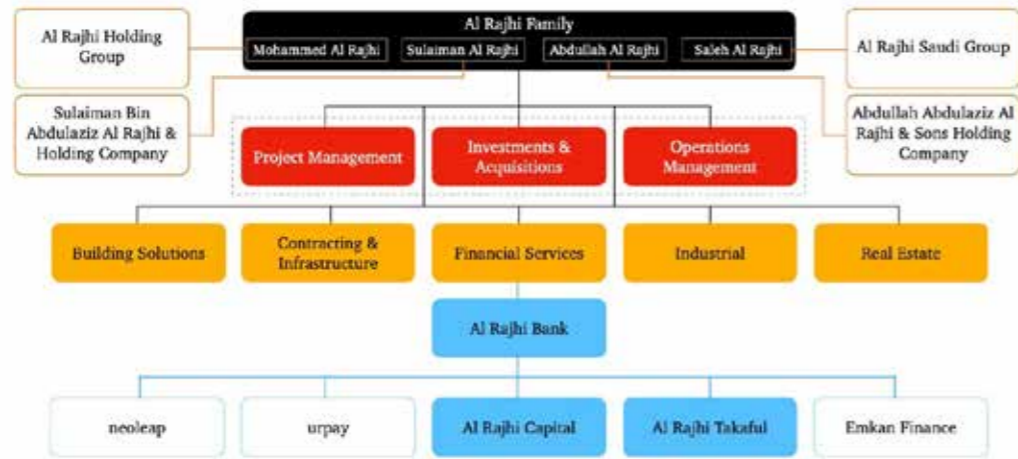 Al Rajhi Family
Mohammed Al Rajhi
Sulaiman Al Rajhi
Abdullah Al Rajhi
Saleh Al Rajhi
Al Rajhi Holding
Group
Al Rajhi Saudi Group
Sulaiman Bin
Abdulaziz Al Rajhi &
Holding Company
Abdullah Abdulaziz Al
Rajhi & Sons Holding
Company
Project Management
Investments &
Acquisitions
Operations
Management
Building Solutions
Contracting &
Infrastructure
Financial Services
Industrial
Real Estate
Al Rajhi Bank
neoleap
urpay
Al Rajhi Capital
Al Rajhi Takaful
Emkan Finance